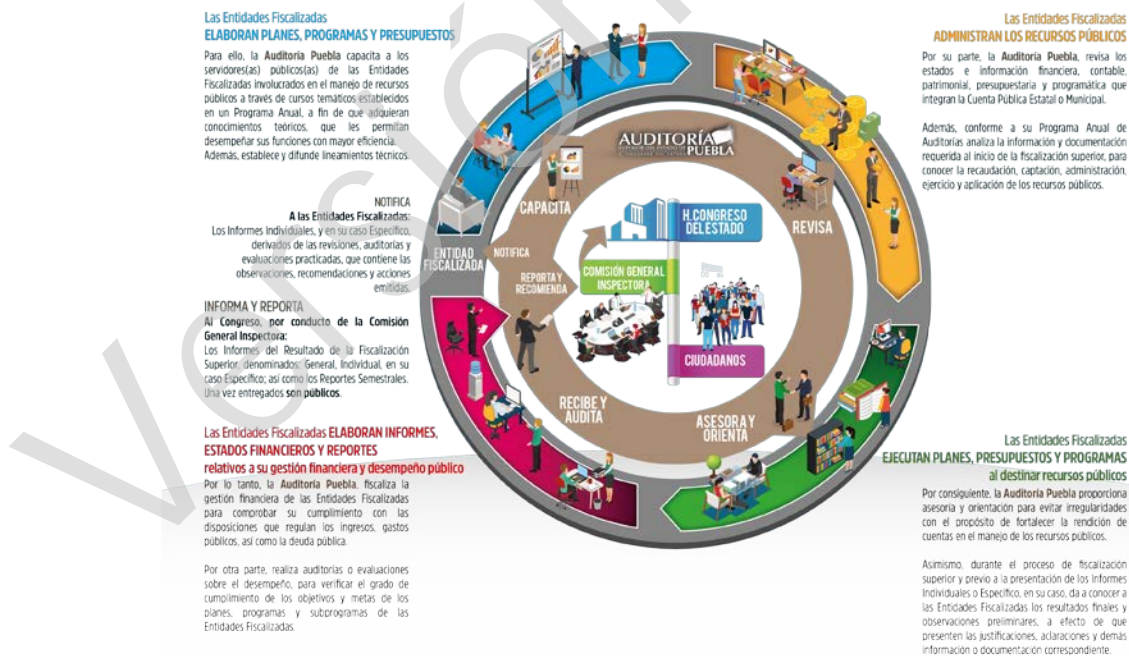 Las Entidades Fiscalizadas
ELABORAN PLANES, PROGRAMAS Y PRESUPUESTOS
Para ello, la Auditoría Puebla capacita a los
servidores(as) públicos(as) de las Entidades
Fiscalizadas involucrados en el manejo de recursos
públicos a través de cursos temáticos establecidos
en un Programa Anual, a fin de que adquieran
conocimientos teóricos, que les permitan
desempeñar sus funciones con mayor eficiencia.
Además, establece y difunde lineamientos técnicos.
NOTIFICA
A las Entidades Fiscalizadas:
Los Informes Individuales, y en su caso Específico,
derivados de las revisiones, auditorías y
evaluaciones practicadas, que contiene las
observaciones, recomendaciones y acciones
emitidas.
INFORMA Y REPORTA
Al Congreso, por conducto de la Comisión
General Inspectora:
Los Informes del Resultado de la Fiscalización
Superior, denominados: General, Individual, en su
caso Específico; así como los Reportes Semestrales.
Una vez entregados son públicos.
Las Entidades Fiscalizadas ELABORAN INFORMES,
ESTADOS FINANCIEROS Y REPORTES
relativos a su gestión financiera y desempeño público
Por lo tanto, la Auditoría Puebla, fiscaliza la
gestión financiera de las Entidades Fiscalizadas
para comprobar su cumplimiento con las
disposiciones que regulan los ingresos, gastos
públicos, así como la deuda pública.
Por otra parte, realiza auditorías o evaluaciones
sobre el desempeño, para verificar el grado de
cumplimiento de los objetivos y metas de los
planes, programas y subprogramas de las
Entidades Fiscalizadas.
AUDITORÍA
PUEBLA
CAPACITA
REVISA
H. CONGRESO
DEL ESTADO
ENTIDAD
FISCALIZADA
NOTIFICA
REPORTA Y
RECOMIENDA
COMISIÓN GENERAL
INSPECTORA
CIUDADANOS
RECIBE Y
AUDITA
ASESORA Y
ORIENTA
Las Entidades Fiscalizadas
ADMINISTRAN LOS RECURSOS PÚBLICOS
Por su parte, la Auditoría Puebla, revisa los
estados e información financiera, contable,
patrimonial, presupuestaria y programática que
integran la Cuenta Pública Estatal o Municipal.
Además, conforme a su Programa Anual de
Auditorías analiza la información y documentación
requerida al inicio de la fiscalización superior, para
conocer la recaudación, captación, administración,
ejercicio y aplicación de los recursos públicos.
Las Entidades Fiscalizadas
EJECUTAN PLANES, PRESUPUESTOS Y PROGRAMAS
al destinar recursos públicos
Por consiguiente, la Auditoría Puebla proporciona
asesoría y orientación para evitar irregularidades
con el propósito de fortalecer la rendición de
cuentas en el manejo de los recursos públicos.
Asimismo, durante el proceso de fiscalización
superior y previo a la presentación de los Informes
Individuales o Específico, en su caso, da a conocer a
las Entidades Fiscalizadas los resultados finales y
observaciones preliminares, a efecto de que
presenten las justificaciones, aclaraciones y demás
información o documentación correspondiente.